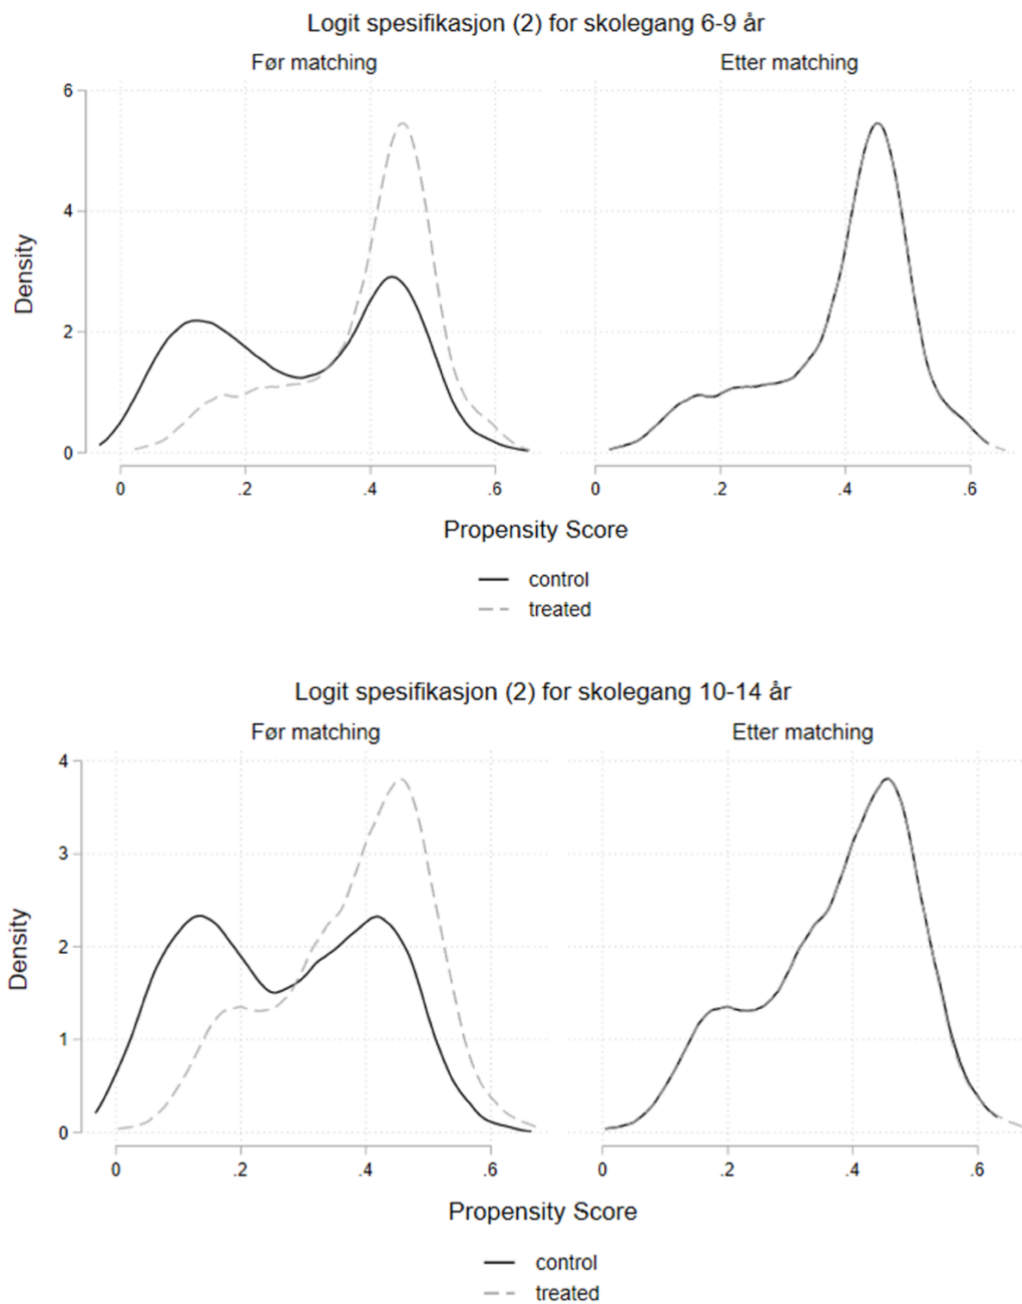 Logit spesifikasjon (2) for skolegang 6-9 år
Før matching
Etter matching
6
4
2
0
Density
0 .2 .4 .6
0 .2 .4 .6
Propensity Score
control
treated
Logit spesifikasjon (2) for skolegang 10-14 år
Før matching
Etter matching
4
3
2
1
0
Density
0 .2 .4 .6
0 .2 .4 .6
Propensity Score
control
treated